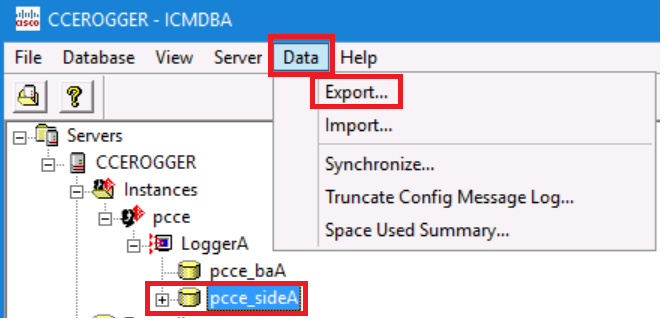 CISCO CCEROGGER - ICMDBA
File Database View Server Data Help
Export...
Import...
Synchronize...
Truncate Config Message Log...
Space Used Summary...
Servers
CCEROGGER
Instances
pcce
LoggerA
pcce_baA
pcce_sideA